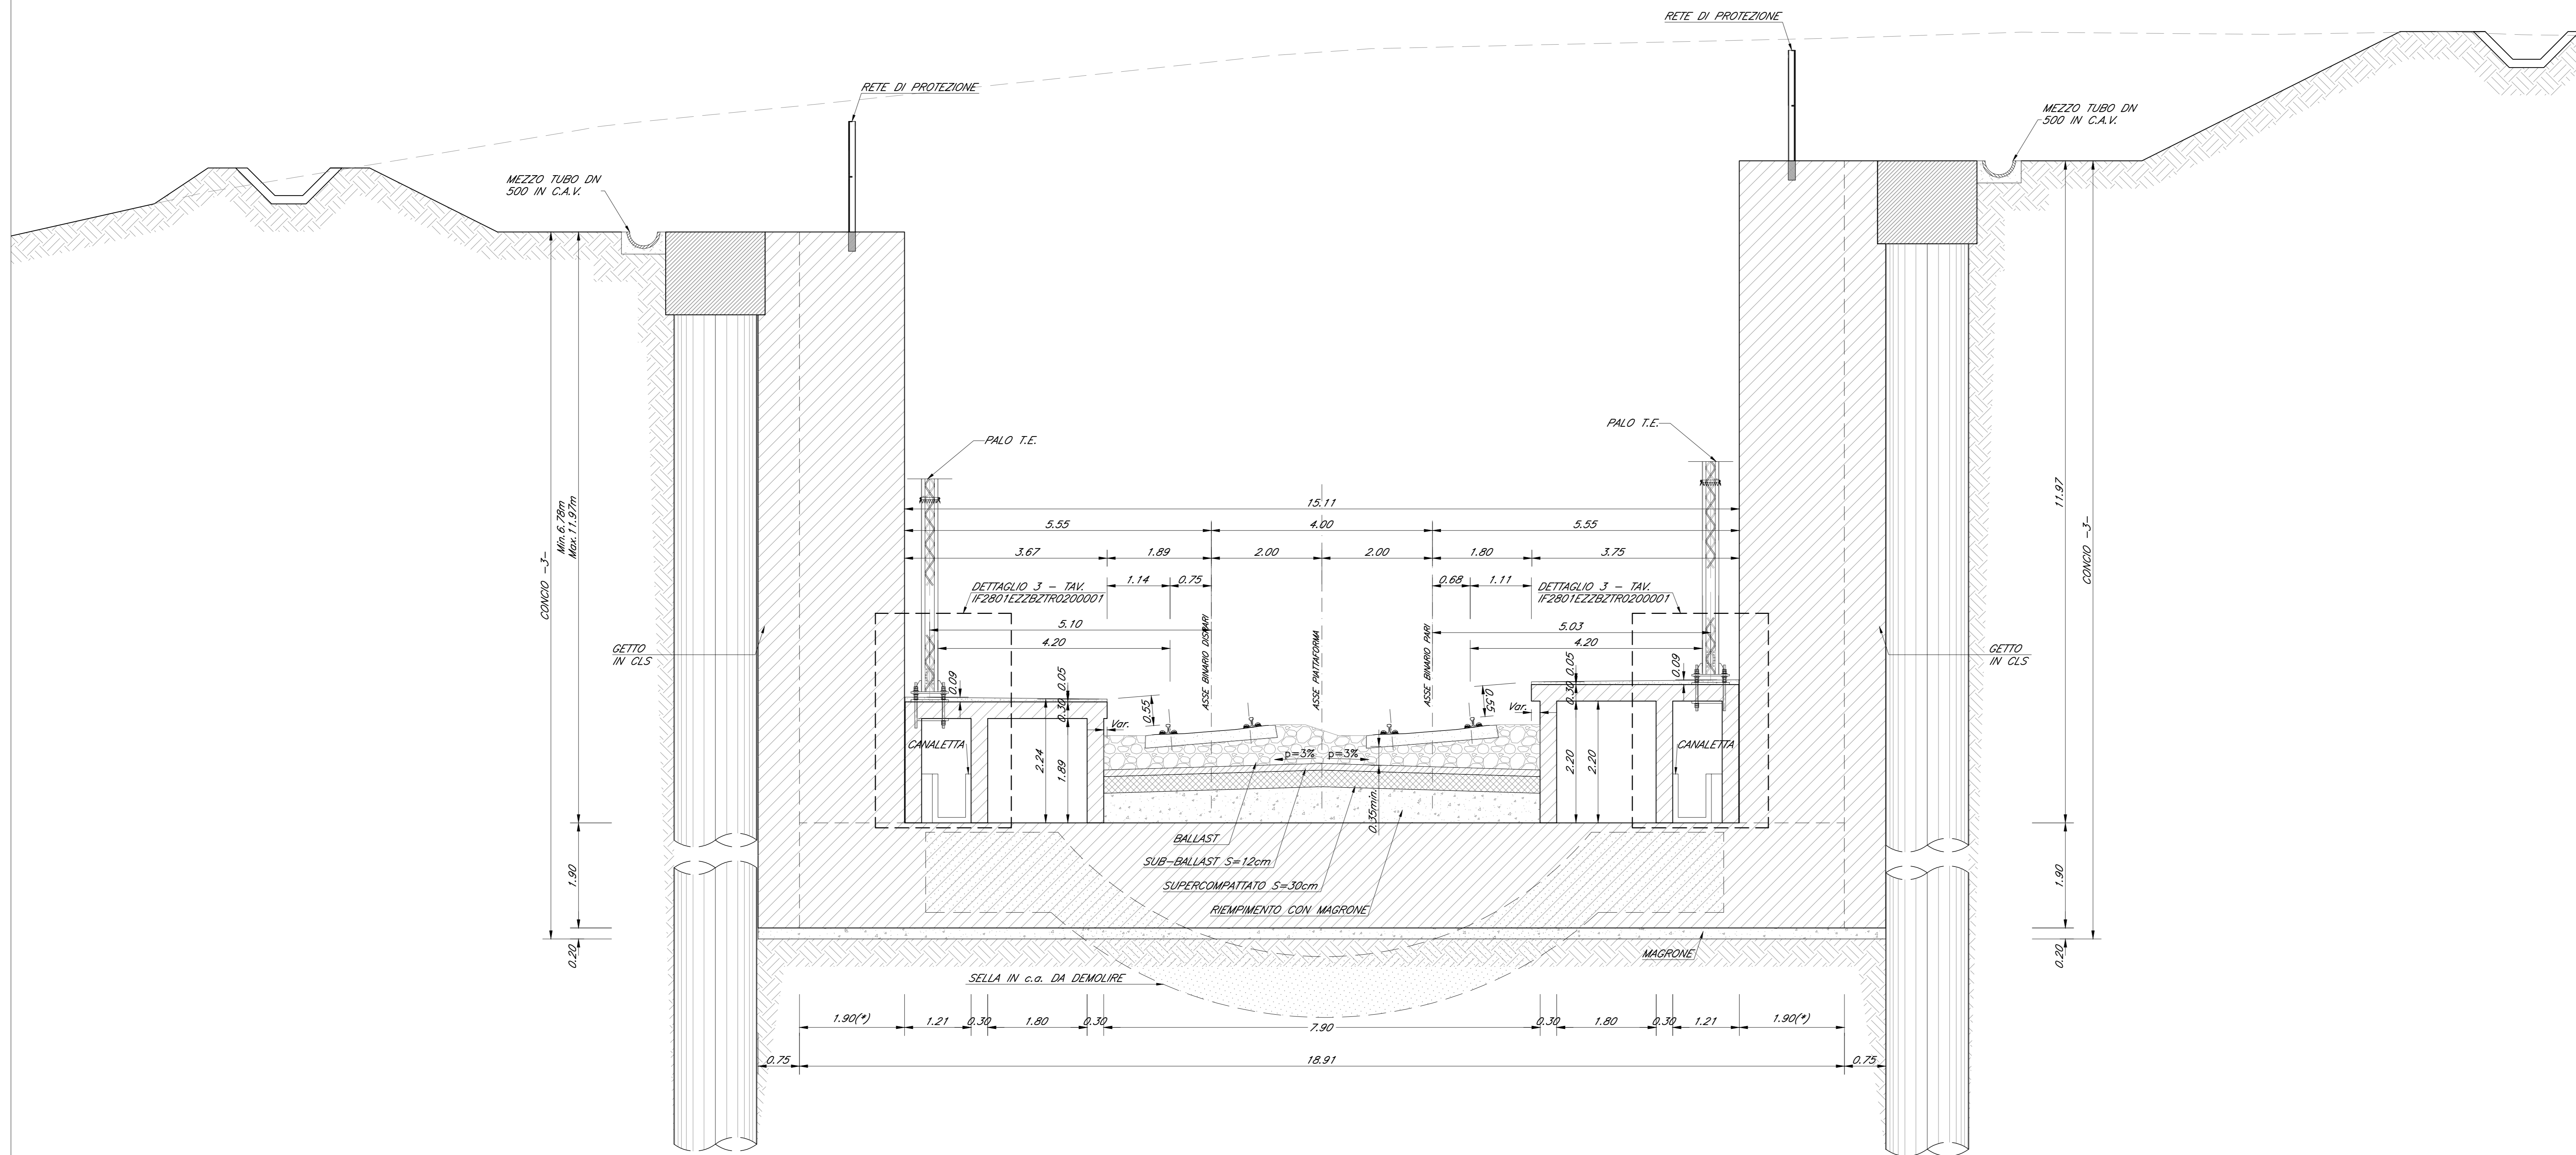 RETE DI PROTEZIONE
RETE DI PROTEZIONE
MEZZO TUBO DN
500 IN C.A.V.
MEZZO TUBO DN
500 IN C.A.V.
PALO T.E.
PALO T.E.
15.11
5.55
4.00
5.55
3.67
1.89
2.00
2.00
1.80
3.75
1.14
0.75
0.68
1.11
DETTAGLIO 3 - TAV.
IF2801EZZBZTR0200001
DETTAGLIO 3 - TAV.
IF2801EZZBZTR0200001
5.10
5.03
4.20
4.20
CONCIO -3-
Min.6.78m
Max.11.97m
11.97
CONCIO -3-
GETTO
IN CLS
GETTO
IN CLS
ASSE BINARIO DISPARI
ASSE PIATTAFORMA
ASSE BINARIO PARI
0.09
0.05
0.30
0.55
Var.
0.55
Var.
0.05
0.30
0.09
CANALETTA
2.24
1.89
p=3%
p=3%
2.20
2.20
CANALETTA
0.35min.
BALLAST
SUB-BALLAST S=12cm
SUPERCOMPATTATO S=30cm
RIEMPIMENTO CON MAGRONE
1.90
0.20
1.90
0.20
MAGRONE
SELLA IN c.a. DA DEMOLIRE
1.90(*)
1.21
0.30
1.80
0.30
7.90
0.30
1.80
0.30
1.21
1.90(*)
0.75
18.91
0.75